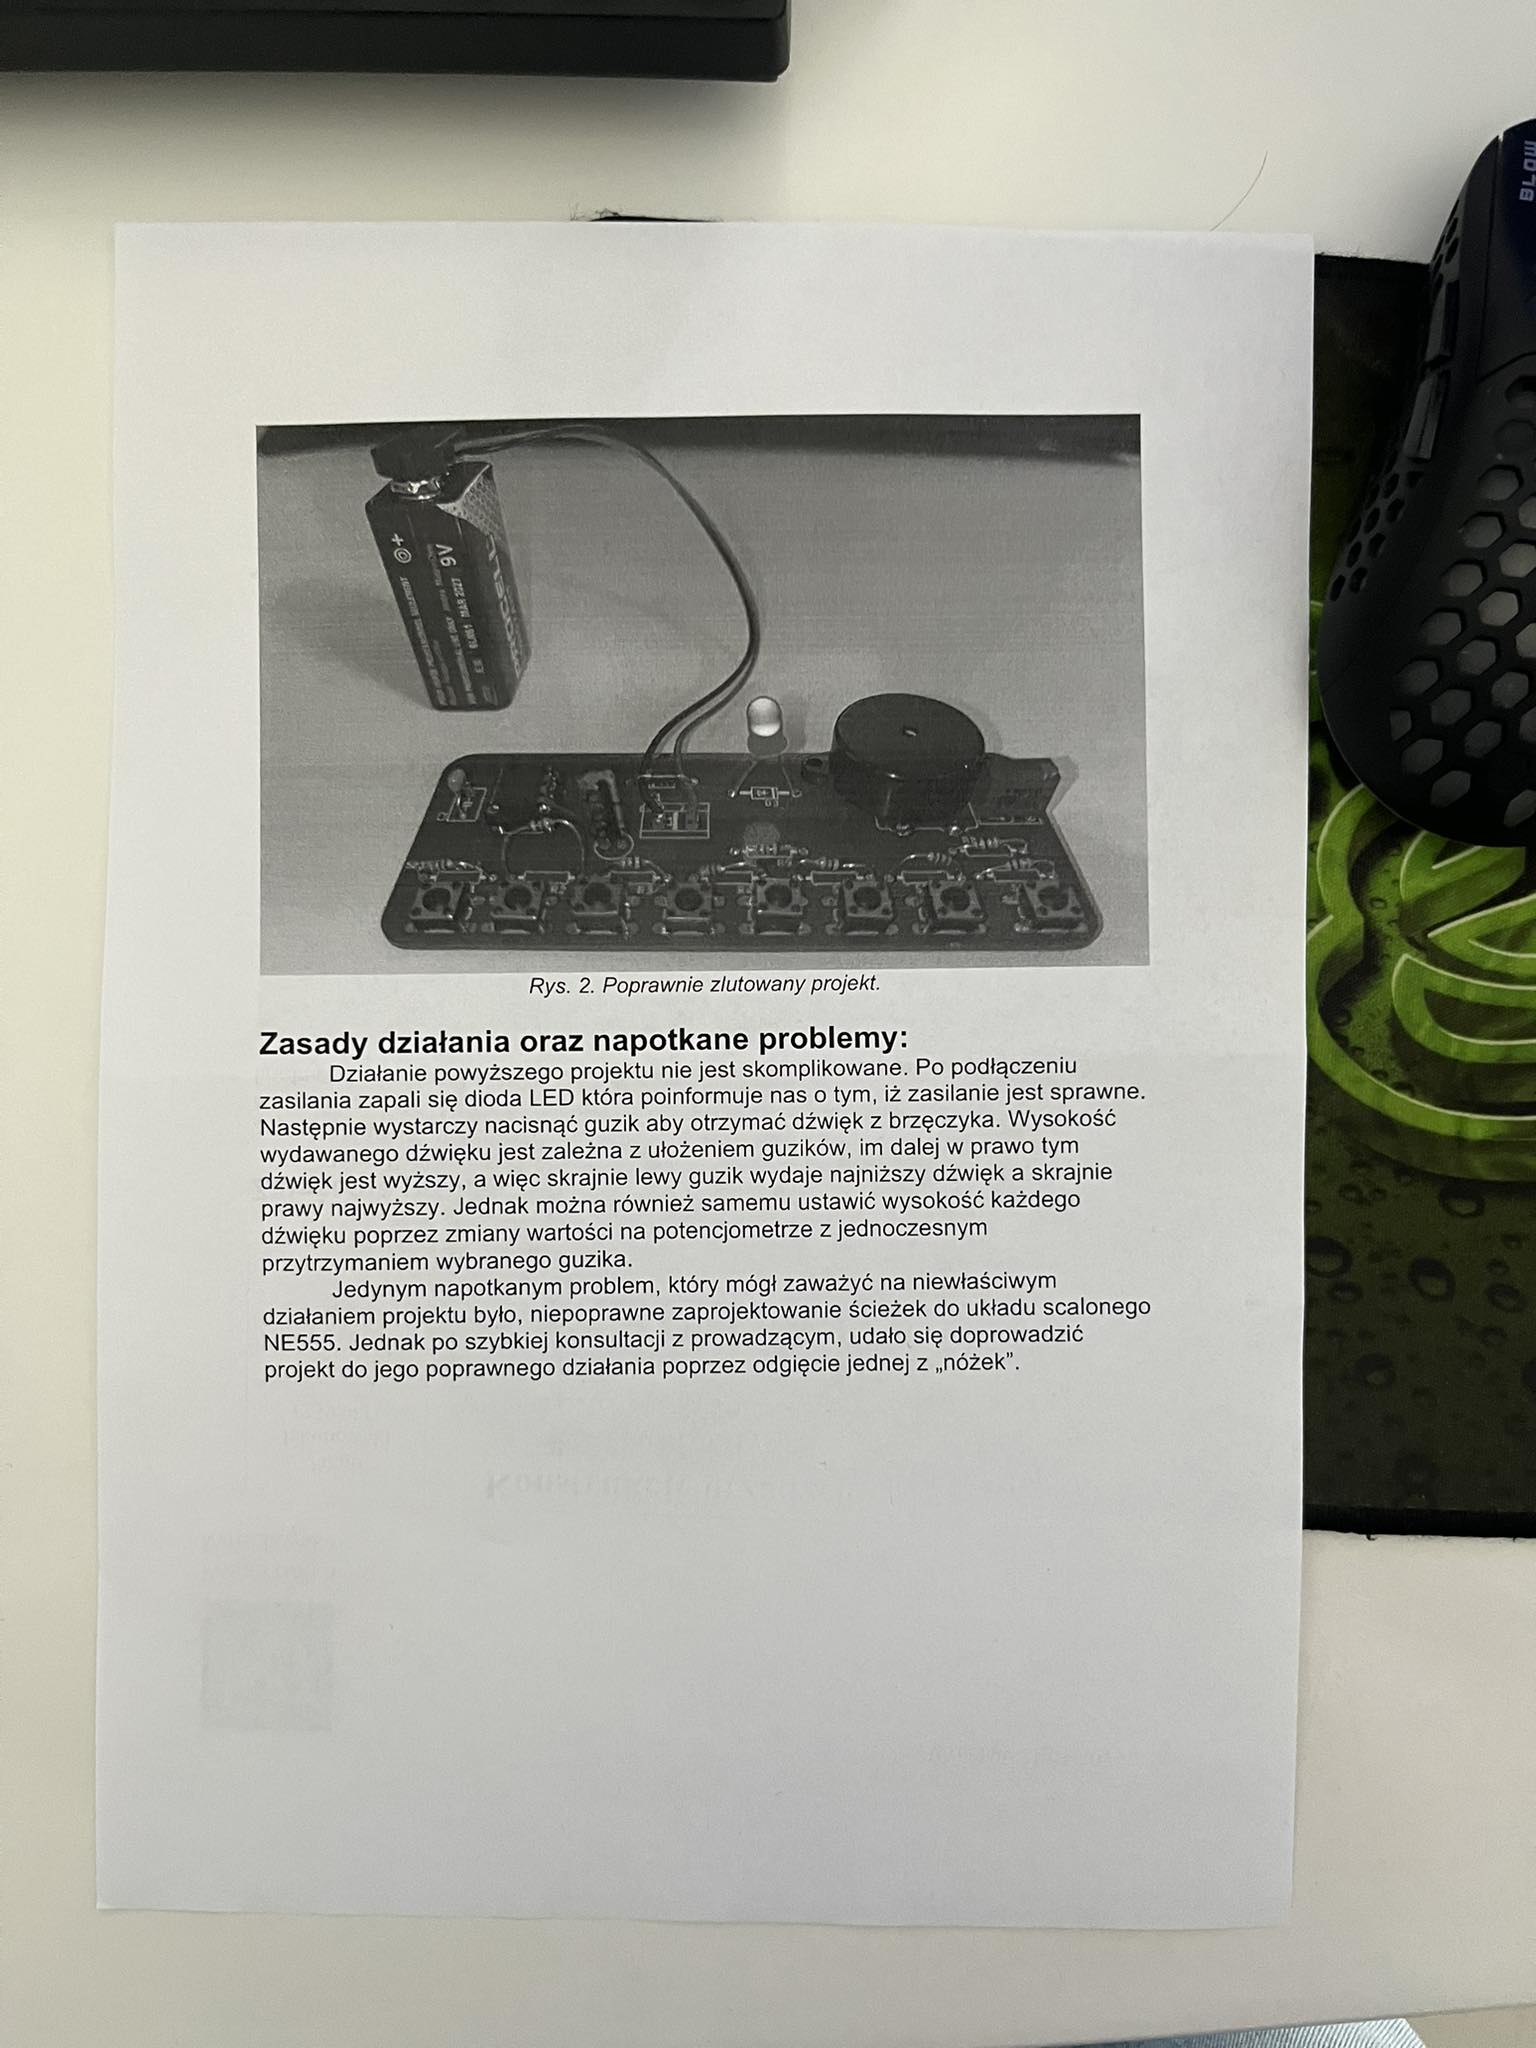 BLOW
9V
MAR 2027
Rys. 2. Poprawnie zlutowany projekt.
Zasady działania oraz napotkane problemy:
Działanie powyższego projektu nie jest skomplikowane. Po podłączeniu
zasilania zapali się dioda LED która poinformuje nas o tym, iż zasilanie jest sprawne.
Następnie wystarczy nacisnąć guzik aby otrzymać dźwięk z brzęczyka. Wysokość
wydawanego dźwięku jest zależna z ułożeniem guzików, im dalej w prawo tym
dźwięk jest wyższy, a więc skrajnie lewy guzik wydaje najniższy dźwięk a skrajnie
prawy najwyższy. Jednak można również samemu ustawić wysokość każdego
dźwięku poprzez zmiany wartości na potencjometrze z jednoczesnym
przytrzymaniem wybranego guzika.
Jedynym napotkanym problem, który mógł zaważyć na niewłaściwym
działaniem projektu było, niepoprawne zaprojektowanie ścieżek do układu scalonego
NE555. Jednak po szybkiej konsultacji z prowadzącym, udało się doprowadzić
projekt do jego poprawnego działania poprzez odgięcie jednej z „nóżek”.